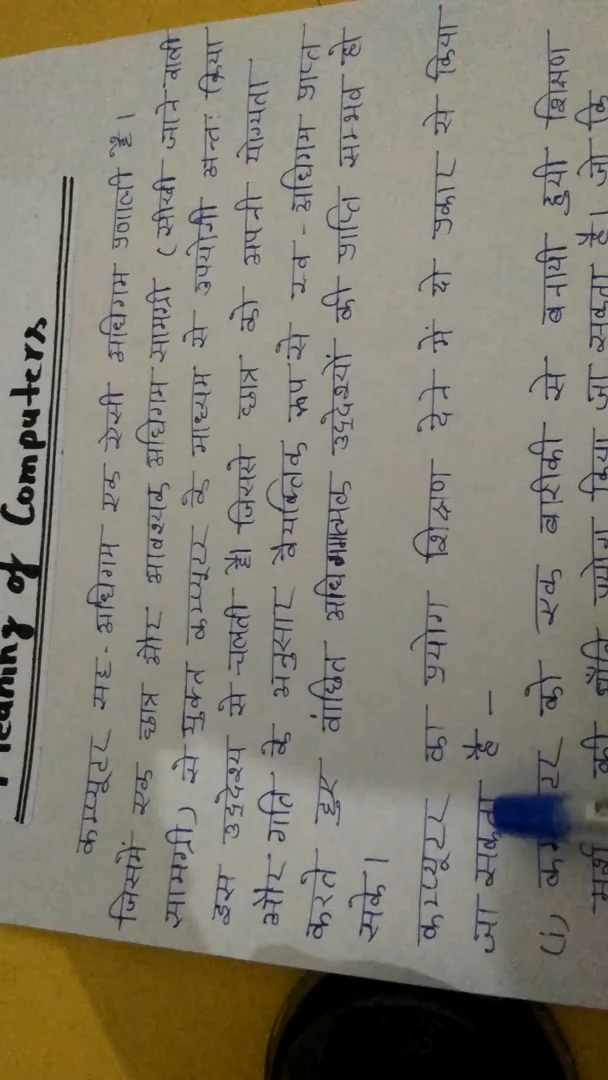 Meaning of Computers
कम्प्यूटर सह-अधिगम एक ऐसी अधिगम प्रणाली है।
जिसमें एक छात्र और आवश्यक अधिगम सामग्री (सीखी जाने वाली
सामग्री) से युक्त कम्प्यूटर के माध्यम से उपयोगी अन्तः क्रिया
इस उद्देश्य से चलती है। जिससे छात्र को अपनी योग्यता
और गति के अनुसार वैयक्तिक रूप से स्व-अधिगम प्राप्त
करते हुए वांछित अधिगमात्मक उद्देश्यों की प्राप्ति सम्भव हो
सके।
कम्प्यूटर का प्रयोग शिक्षण देने में दो प्रकार से किया
जा सकता है -
(i) को एक बारीकी से बनायी हुयी शिक्षण
की भाँति प्रयोग किया जा सकता है। जो कि